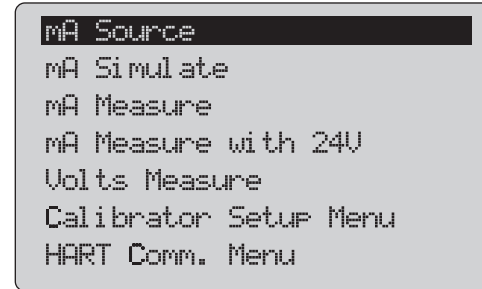 mA Source
mA Simulate
mA Measure
mA Measure with 24V
Volts Measure
Calibrator Setup Menu
HART Comm. Menu